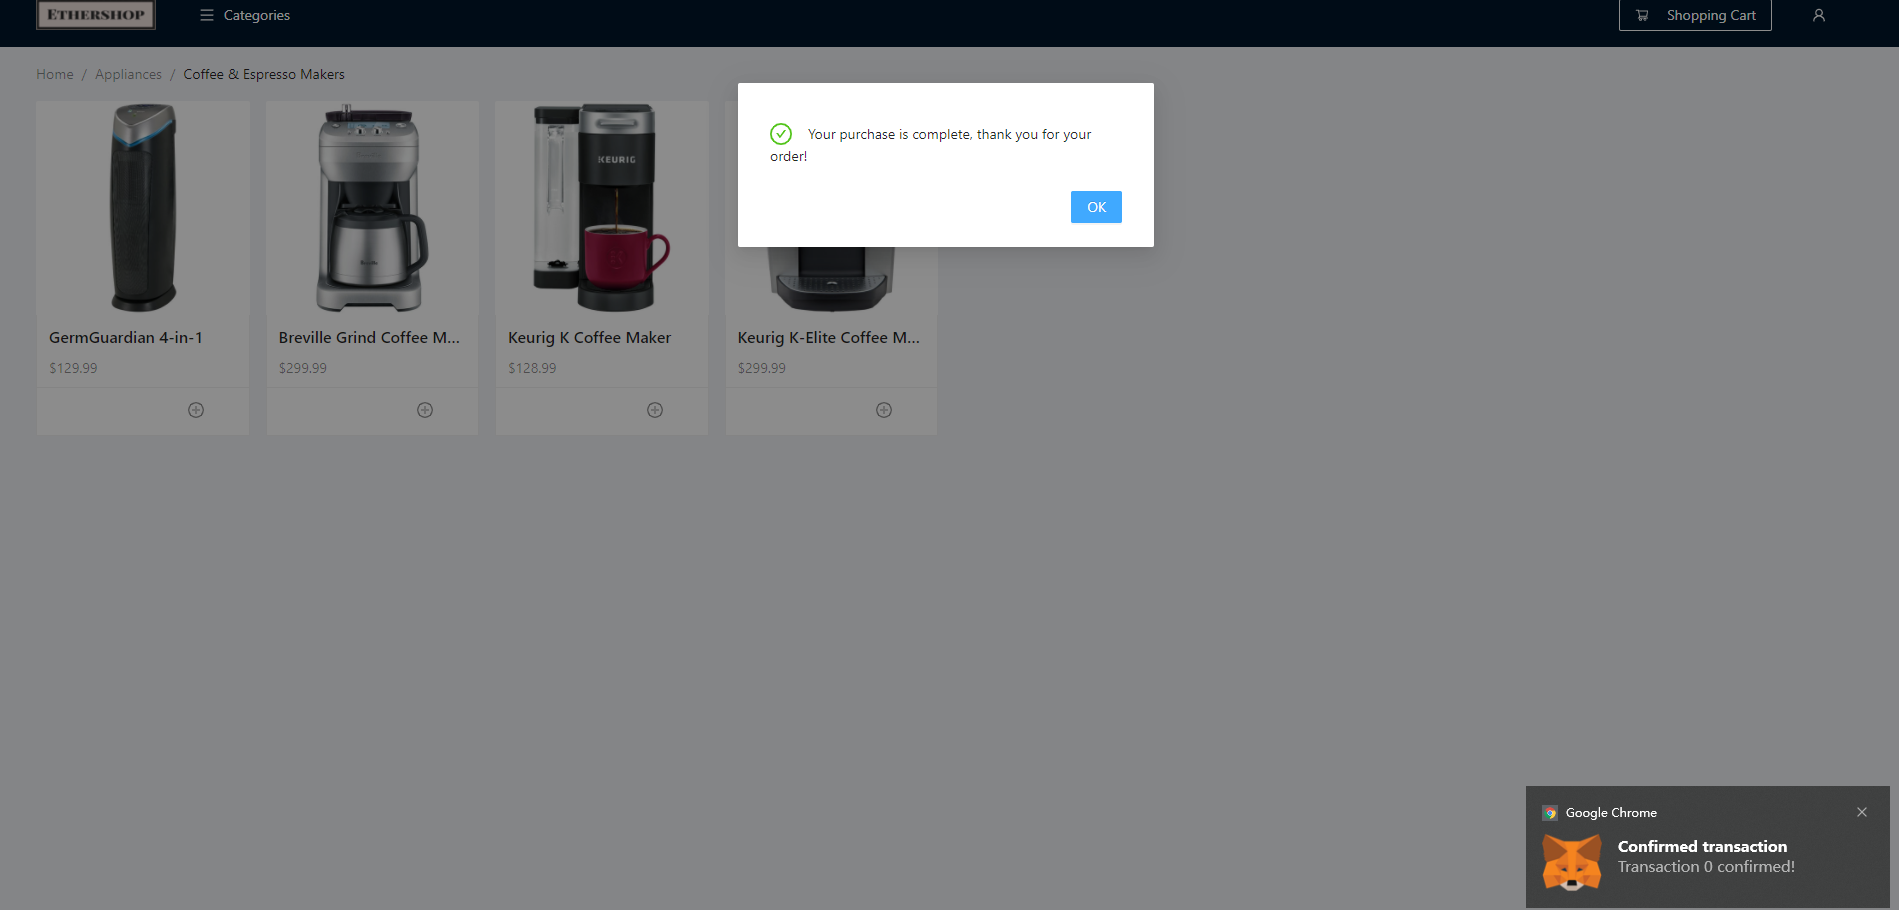 ETHERSHOP
Categories
Shopping Cart
Home / Appliances / Coffee & Espresso Makers
Your purchase is complete, thank you for your
order!
OK
KEURIG
GermGuardian 4-in-1
$129.99
Breville Grind Coffee M...
$299.99
Keurig K Coffee Maker
$128.99
Keurig K-Elite Coffee M...
$299.99
Google Chrome
Confirmed transaction
Transaction 0 confirmed!